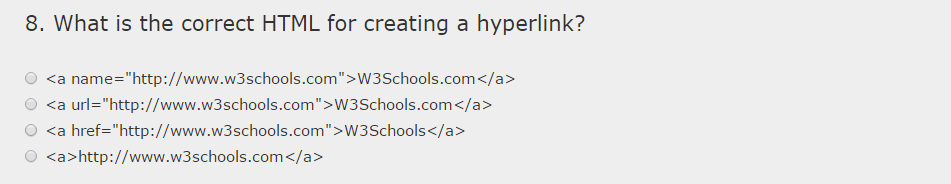 8. What is the correct HTML for creating a hyperlink?
<a name="http://www.w3schools.com">W3Schools.com</a>
<a url="http://www.w3schools.com">W3Schools.com</a>
<a href="http://www.w3schools.com">W3Schools</a>
<a>http://www.w3schools.com</a>